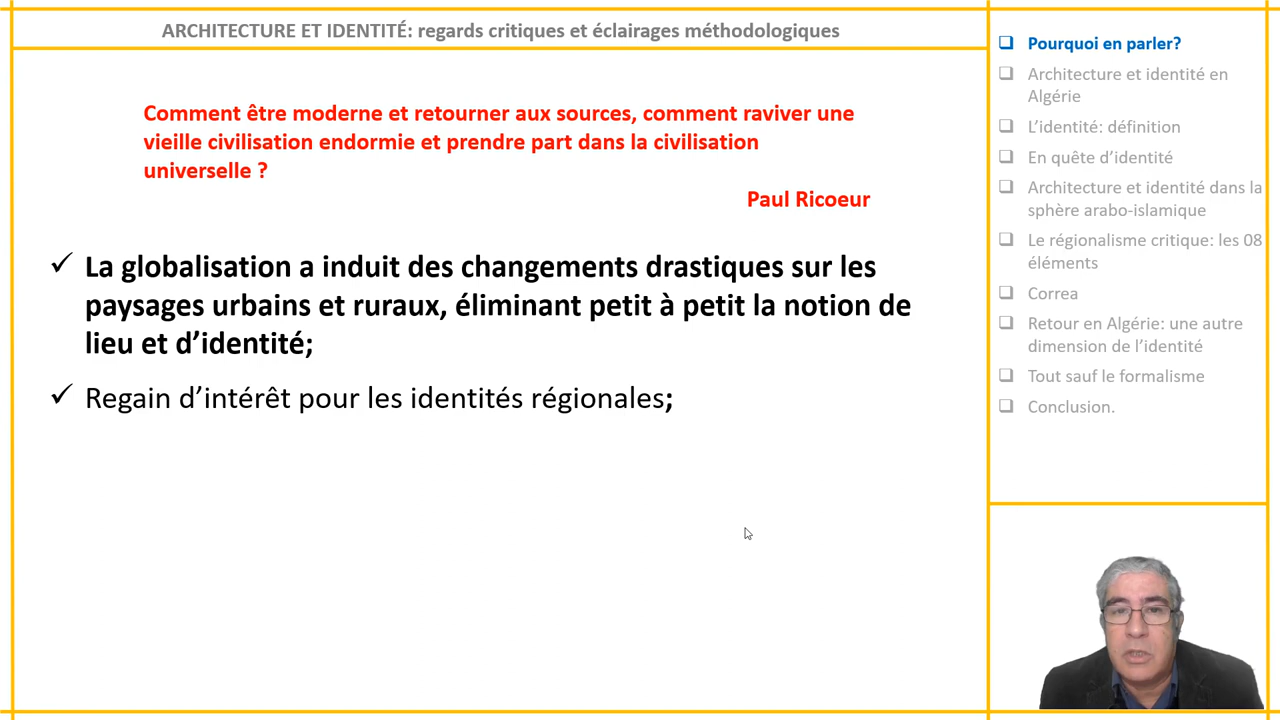 ARCHITECTURE ET IDENTITÉ: regards critiques et éclairages méthodologiques
Comment être moderne et retourner aux sources, comment raviver une
vieille civilisation endormie et prendre part dans la civilisation
universelle ?
Paul Ricoeur
✓ La globalisation a induit des changements drastiques sur les
paysages urbains et ruraux, éliminant petit à petit la notion de
lieu et d’identité;
✓ Regain d’intérêt pour les identités régionales;
❑ Pourquoi en parler?
❑ Architecture et identité en
Algérie
❑ L’identité: définition
❑ En quête d’identité
❑ Architecture et identité dans la
sphère arabo-islamique
❑ Le régionalisme critique: les 08
éléments
❑ Correa
❑ Retour en Algérie: une autre
dimension de l’identité
❑ Tout sauf le formalisme
❑ Conclusion.